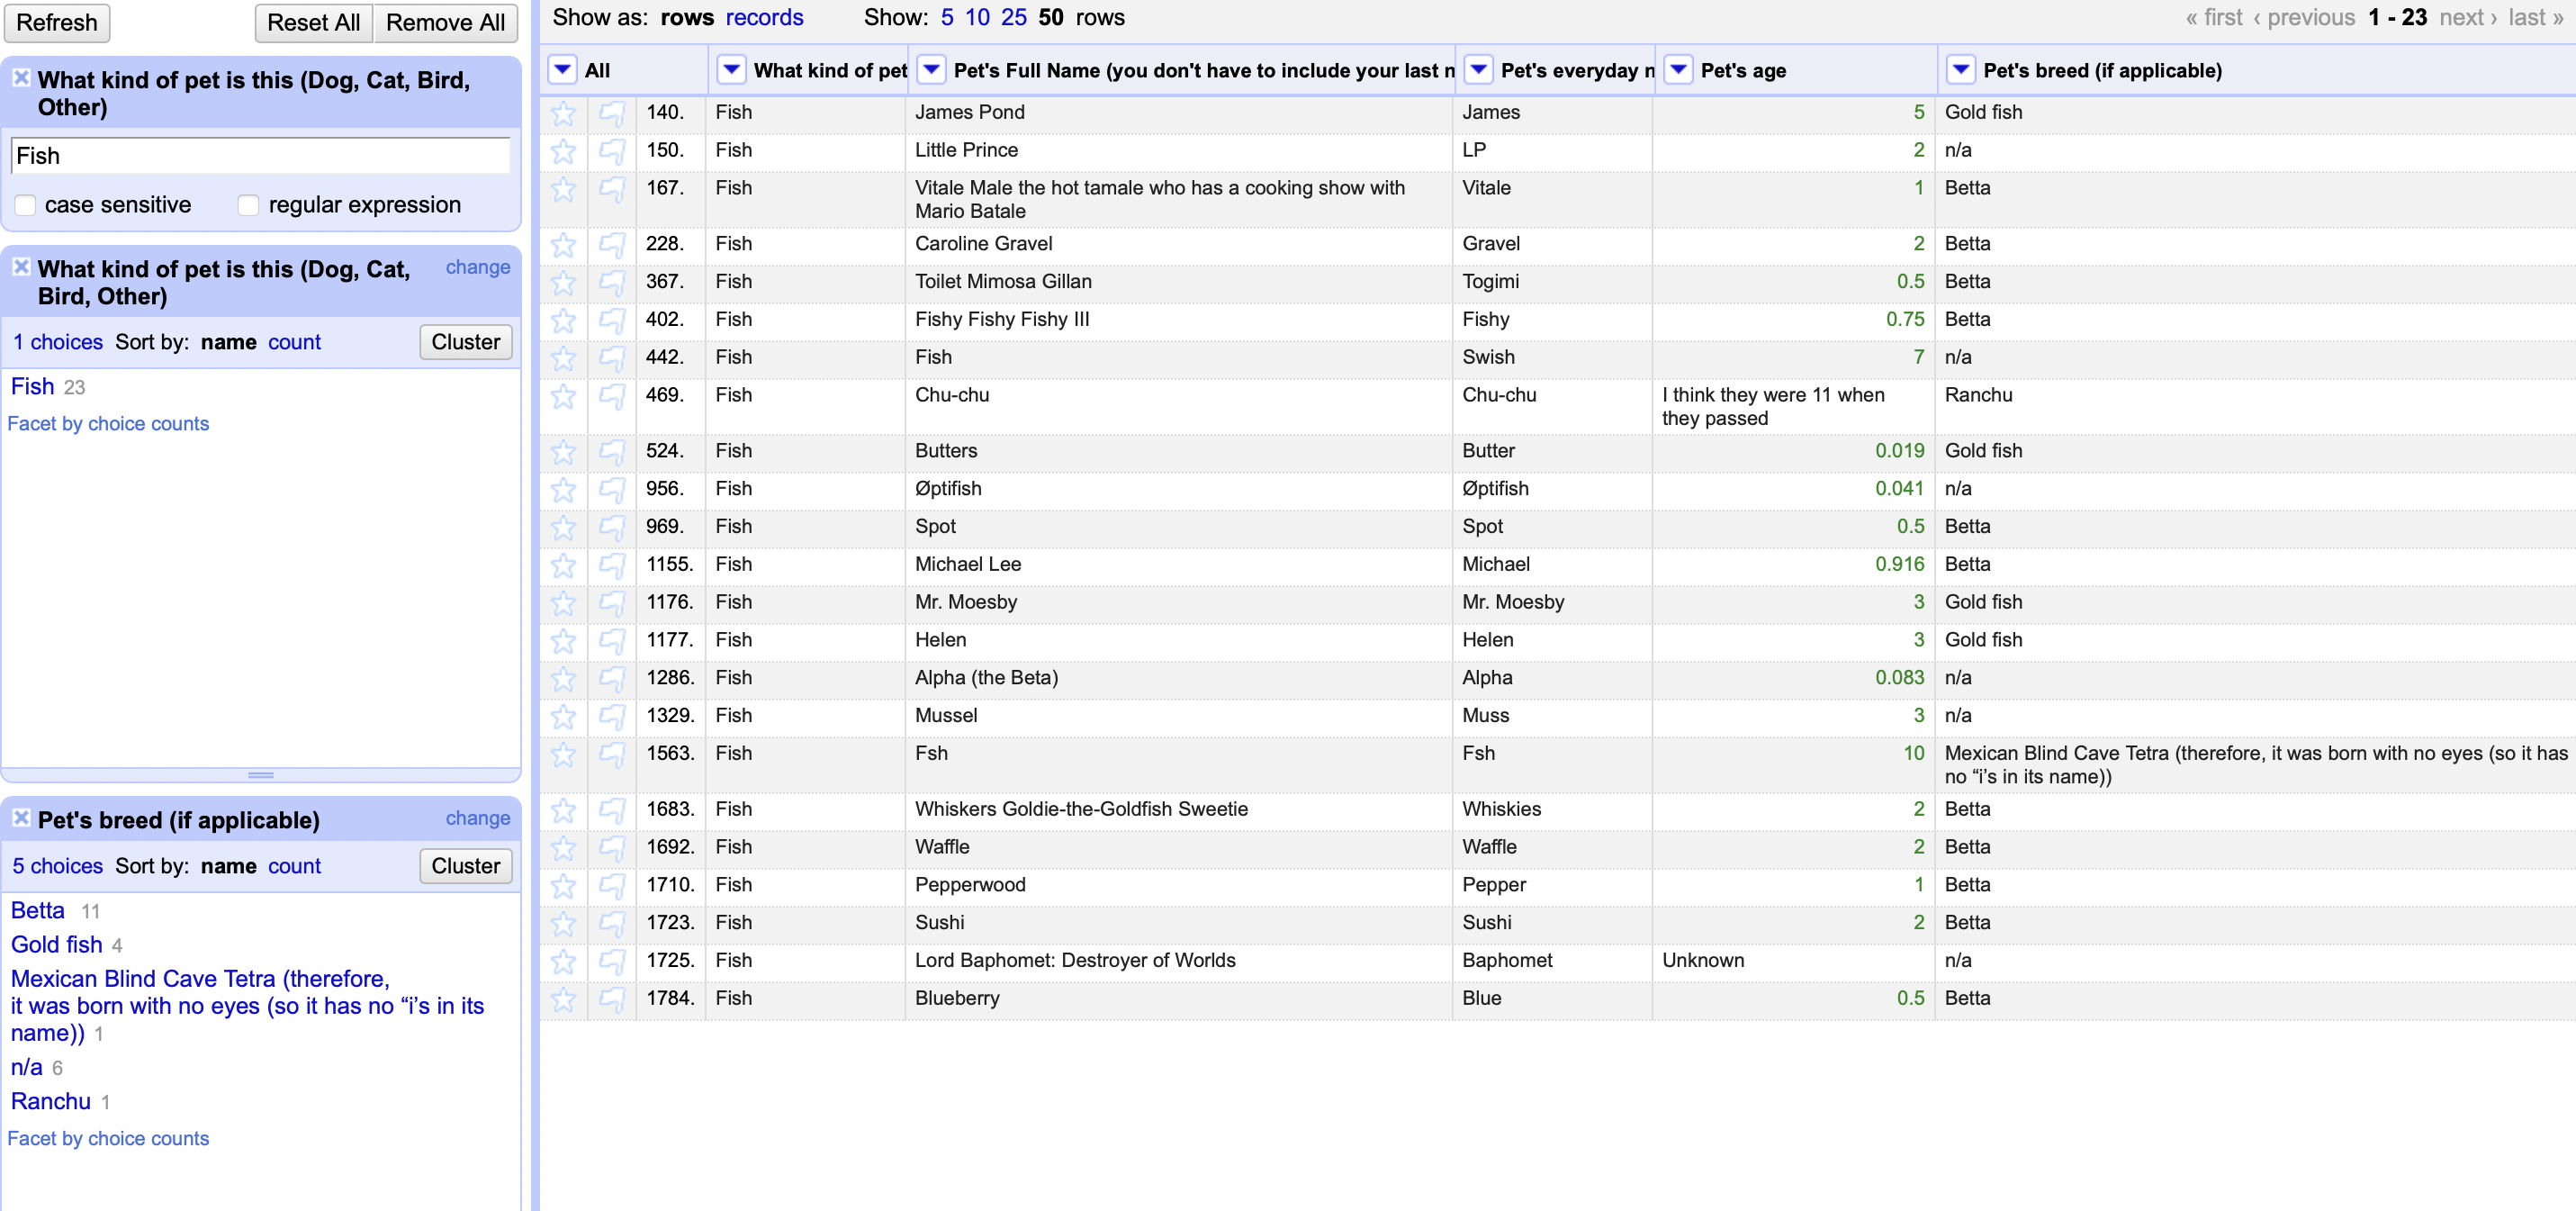 Refresh Reset All Remove All
What kind of pet is this (Dog, Cat, Bird,
Other)
Fish
case sensitive regular expression
What kind of pet is this (Dog, Cat, change
Bird, Other)
1 choices Sort by: name count Cluster
Fish 23
Facet by choice counts
Pet's breed (if applicable) change
5 choices Sort by: name count Cluster
Betta 11
Gold fish 4
Mexican Blind Cave Tetra (therefore,
it was born with no eyes (so it has no “i’s in its
name)) 1
n/a 6
Ranchu 1
Facet by choice counts
Show as: rows records Show: 5 10 25 50 rows « first ‹ previous 1 - 23 next › last »
All What kind of pet Pet's Full Name (you don't have to include your last n Pet's everyday n Pet's age Pet's breed (if applicable)
140. Fish James Pond James 5 Gold fish
150. Fish Little Prince LP 2 n/a
167. Fish Vitale Male the hot tamale who has a cooking show with Vitale 1 Betta
Mario Batale
228. Fish Caroline Gravel Gravel 2 Betta
367. Fish Toilet Mimosa Gillan Togimi 0.5 Betta
402. Fish Fishy Fishy Fishy III Fishy 0.75 Betta
442. Fish Fish Swish 7 n/a
469. Fish Chu-chu Chu-chu I think they were 11 when Ranchu
they passed
524. Fish Butters Butter 0.019 Gold fish
956. Fish Øptifish Øptifish 0.041 n/a
969. Fish Spot Spot 0.5 Betta
1155. Fish Michael Lee Michael 0.916 Betta
1176. Fish Mr. Moesby Mr. Moesby 3 Gold fish
1177. Fish Helen Helen 3 Gold fish
1286. Fish Alpha (the Beta) Alpha 0.083 n/a
1329. Fish Mussel Muss 3 n/a
1563. Fish Fsh Fsh 10 Mexican Blind Cave Tetra (therefore, it was born with no eyes (so it has
no “i’s in its name))
1683. Fish Whiskers Goldie-the-Goldfish Sweetie Whiskies 2 Betta
1692. Fish Waffle Waffle 2 Betta
1710. Fish Pepperwood Pepper 1 Betta
1723. Fish Sushi Sushi 2 Betta
1725. Fish Lord Baphomet: Destroyer of Worlds Baphomet Unknown n/a
1784. Fish Blueberry Blue 0.5 Betta